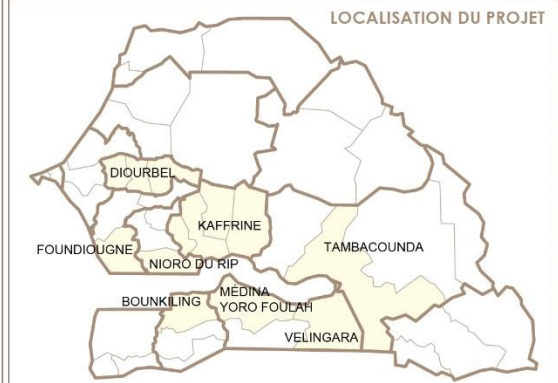 LOCALISATION DU PROJET
DIOURBEL
KAFFRINE
FOUNDIOUGNE
TAMBACOUNDA
NIORO DU RIP
BOUNKILING
MÉDINA
YORO FOULAH
VELINGARA